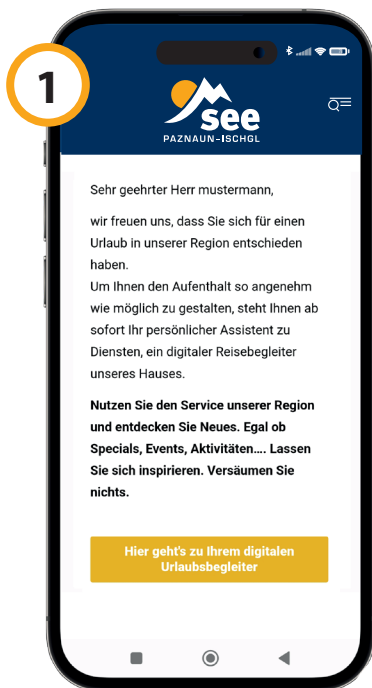 1
see
PAZNAUN-ISCHGL
Sehr geehrter Herr mustermann,
wir freuen uns, dass Sie sich für einen
Urlaub in unserer Region entschieden
haben.
Um Ihnen den Aufenthalt so angenehm
wie möglich zu gestalten, steht Ihnen ab
sofort Ihr persönlicher Assistent zu
Diensten, ein digitaler Reisebegleiter
unseres Hauses.
Nutzen Sie den Service unserer Region
und entdecken Sie Neues. Egal ob
Specials, Events, Aktivitäten.... Lassen
Sie sich inspirieren. Versäumen Sie
nichts.
Hier geht's zu Ihrem digitalen
Urlaubsbegleiter